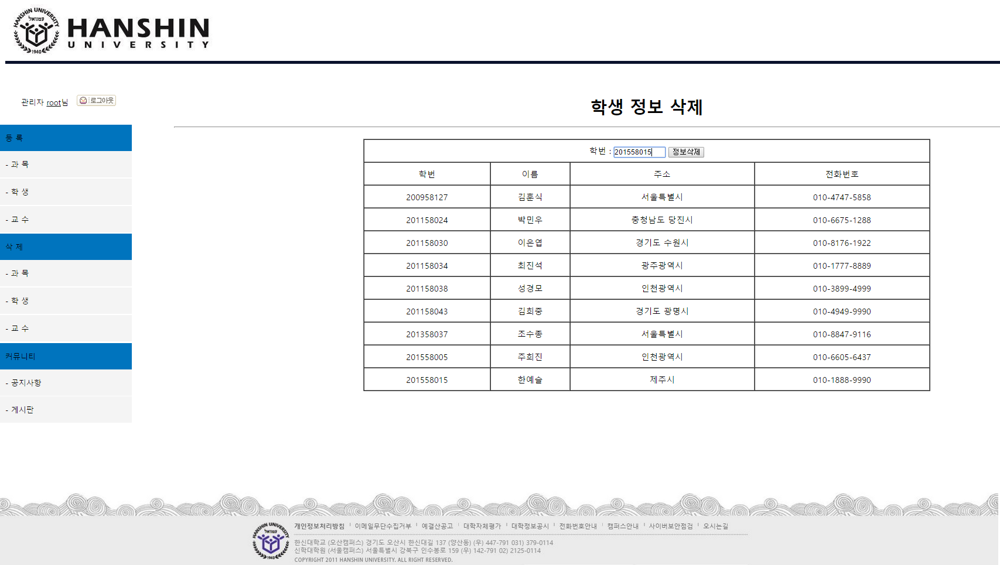 HANSHIN UNIVERSITY
עמנואל
1940
HANSHIN
UNIVERSITY
관리자 root님 로그아웃
학생 정보 삭제
등 록
- 과 목
- 학 생
- 교 수
삭 제
- 과 목
- 학 생
- 교 수
커뮤니티
- 공지사항
- 게시판
학번 : 201558015 정보삭제
학번 이름 주소 전화번호
200958127 김훈식 서울특별시 010-4747-5858
201158024 박민우 충청남도 당진시 010-6675-1288
201158030 이은엽 경기도 수원시 010-8176-1922
201158034 최진석 광주광역시 010-1777-8889
201158038 성경모 인천광역시 010-3899-4999
201158043 김희중 경기도 광명시 010-4949-9990
201358037 조수종 서울특별시 010-8847-9116
201558005 주희진 인천광역시 010-6605-6437
201558015 한예슬 제주시 010-1888-9990
HANSHIN UNIVERSITY
עמנואל
1940
개인정보처리방침 이메일무단수집거부 예결산공고 대학자체평가 대학정보공시 전화번호안내 캠퍼스안내 사이버보안점검 오시는길
한신대학교 (오산캠퍼스) 경기도 오산시 한신대길 137 (양산동) (우) 447-791 031) 379-0114
신학대학원 (서울캠퍼스) 서울특별시 강북구 인수봉로 159 (우) 142-791 02) 2125-0114
COPYRIGHT 2011 HANSHIN UNIVERSITY. ALL RIGHT RESERVED.